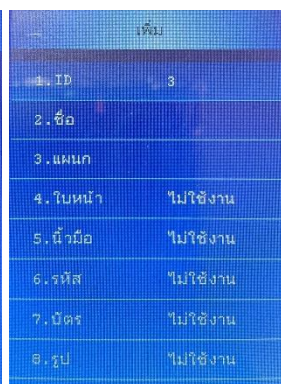 เพิ่ม
1.ID 3
2.ชื่อ
3.แผนก
4.ใบหน้า ไม่ใช้งาน
5.นิ้วมือ ไม่ใช้งาน
6.รหัส ไม่ใช้งาน
7.บัตร ไม่ใช้งาน
8.รูป ไม่ใช้งาน